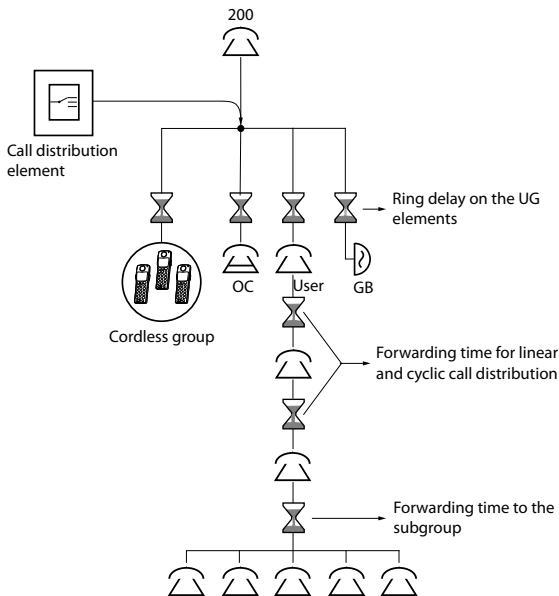 200
Call distribution
element
Ring delay on the UG
elements
OC
User
GB
Cordless group
Forwarding time for linear
and cyclic call distribution
Forwarding time to the
subgroup